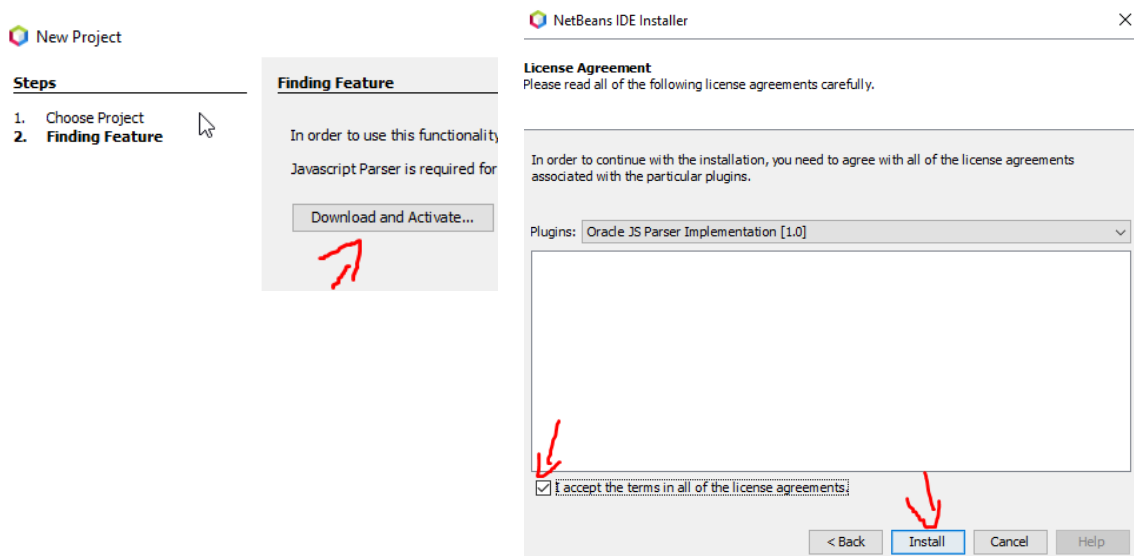 New Project
Steps
1. Choose Project
2. Finding Feature
Finding Feature
In order to use this functionality
Javascript Parser is required for
Download and Activate...
NetBeans IDE Installer
License Agreement
Please read all of the following license agreements carefully.
In order to continue with the installation, you need to agree with all of the license agreements
associated with the particular plugins.
Plugins: Oracle JS Parser Implementation [1.0]
I accept the terms in all of the license agreements.
< Back Install Cancel Help